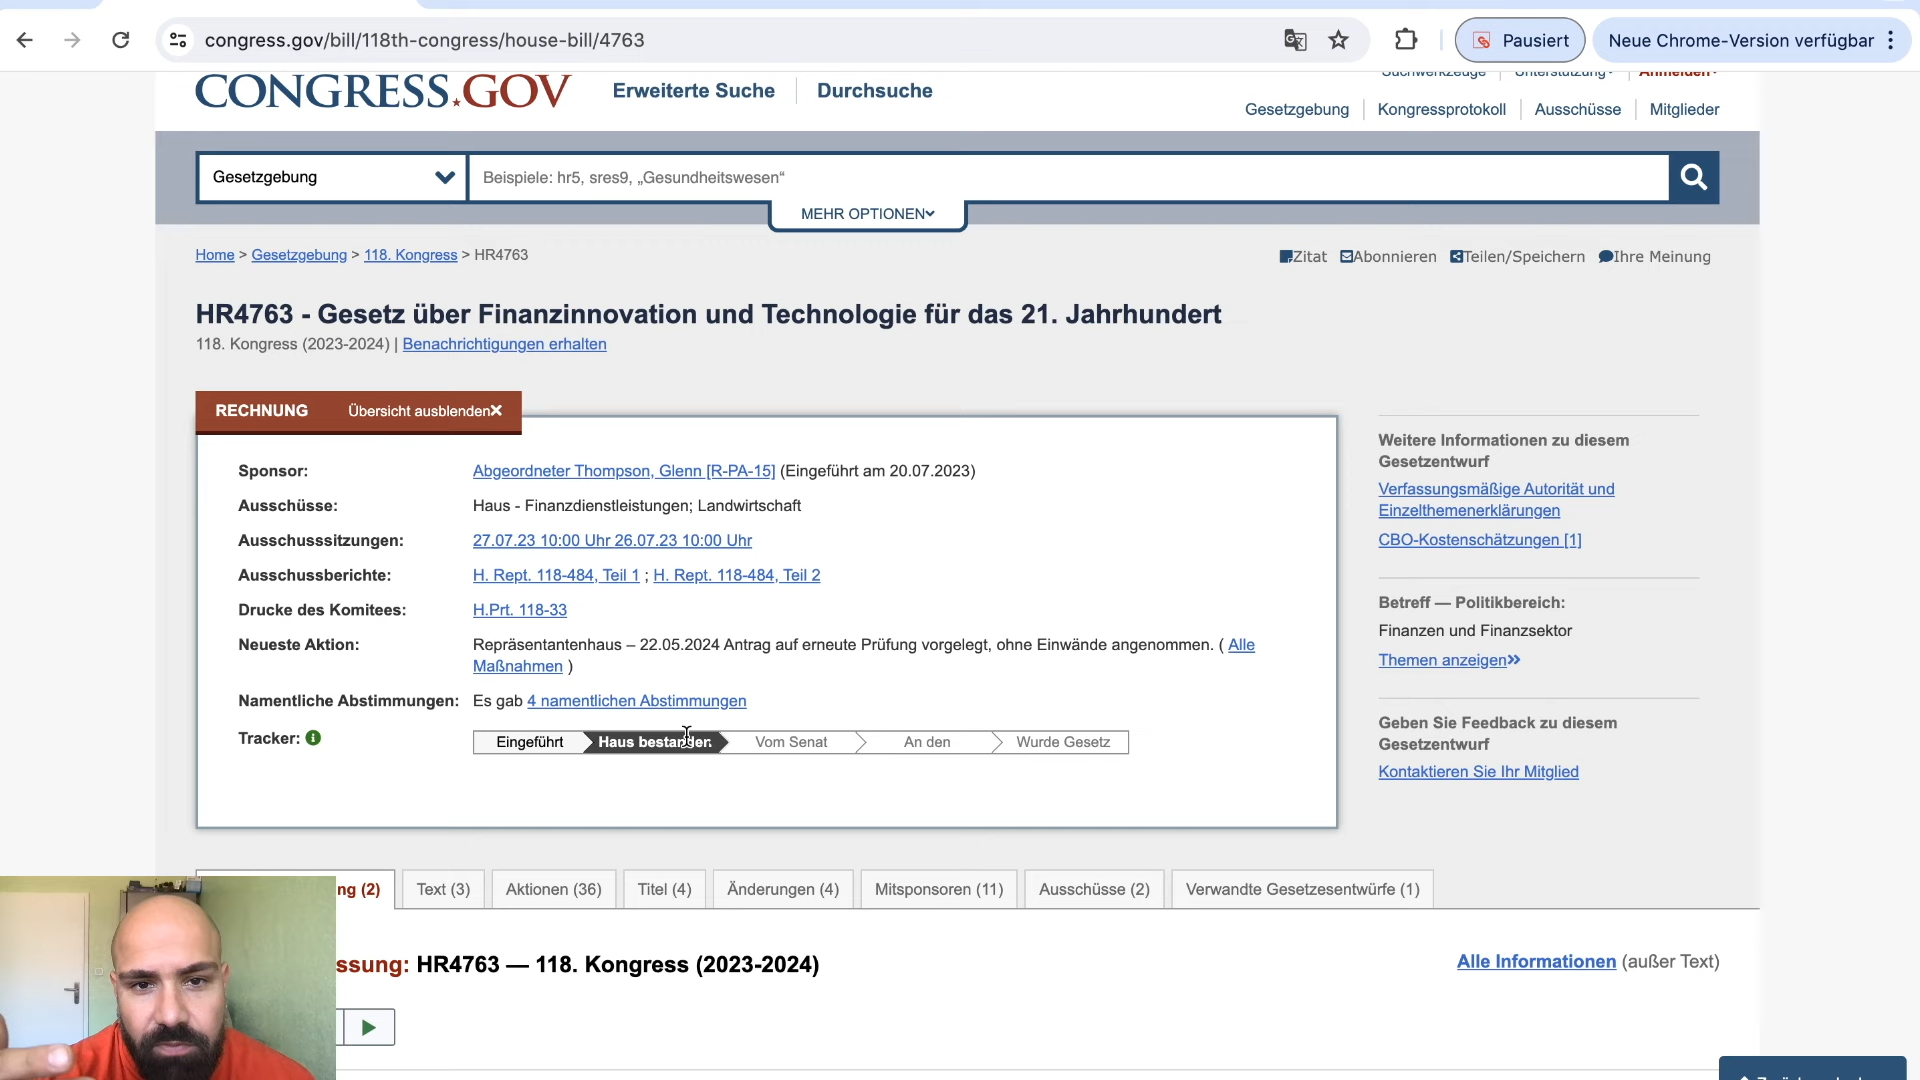 congress.gov/bill/118th-congress/house-bill/4763
Pausiert
Neue Chrome-Version verfügbar
CONGRESS.GOV
Erweiterte Suche
Durchsuche
Suchwerkzeuge
Unterstützung
Anmelden
Gesetzgebung
Kongressprotokoll
Ausschüsse
Mitglieder
Gesetzgebung
Beispiele: hr5, sres9, „Gesundheitswesen“
MEHR OPTIONEN
Home > Gesetzgebung > 118. Kongress > HR4763
Zitat
Abonnieren
Teilen/Speichern
Ihre Meinung
HR4763 - Gesetz über Finanzinnovation und Technologie für das 21. Jahrhundert
118. Kongress (2023-2024) | Benachrichtigungen erhalten
RECHNUNG
Übersicht ausblenden
Sponsor: Abgeordneter Thompson, Glenn [R-PA-15] (Eingeführt am 20.07.2023)
Ausschüsse: Haus - Finanzdienstleistungen; Landwirtschaft
Ausschusssitzungen: 27.07.23 10:00 Uhr 26.07.23 10:00 Uhr
Ausschussberichte: H. Rept. 118-484, Teil 1 ; H. Rept. 118-484, Teil 2
Drucke des Komitees: H.Prt. 118-33
Neueste Aktion: Repräsentantenhaus – 22.05.2024 Antrag auf erneute Prüfung vorgelegt, ohne Einwände angenommen. ( Alle
Maßnahmen )
Namentliche Abstimmungen: Es gab 4 namentlichen Abstimmungen
Tracker:
Eingeführt
Haus bestanden
Vom Senat
An den
Wurde Gesetz
Weitere Informationen zu diesem
Gesetzentwurf
Verfassungsmäßige Autorität und
Einzelthemenerklärungen
CBO-Kostenschätzungen [1]
Betreff — Politikbereich:
Finanzen und Finanzsektor
Themen anzeigen
Geben Sie Feedback zu diesem
Gesetzentwurf
Kontaktieren Sie Ihr Mitglied
ng (2)
Text (3)
Aktionen (36)
Titel (4)
Änderungen (4)
Mitsponsoren (11)
Ausschüsse (2)
Verwandte Gesetzesentwürfe (1)
ssung: HR4763 — 118. Kongress (2023-2024)
Alle Informationen (außer Text)